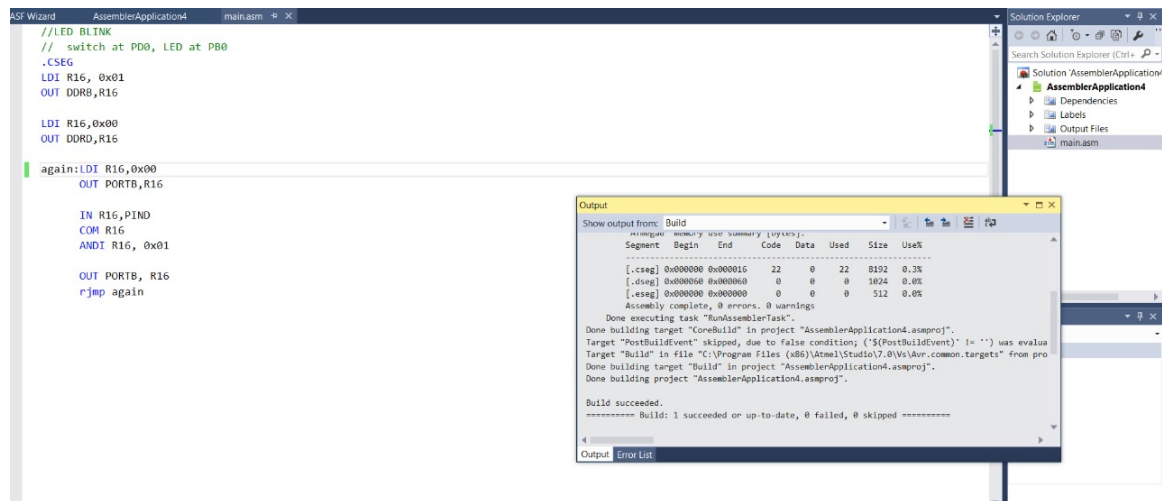 ASF Wizard AssemblerApplication4 main.asm
//LED BLINK
// switch at PD0, LED at PB0
.CSEG
LDI R16, 0x01
OUT DDRB,R16
LDI R16,0x00
OUT DDRD,R16
again:LDI R16,0x00
OUT PORTB,R16
IN R16,PIND
COM R16
ANDI R16, 0x01
OUT PORTB, R16
rjmp again
Output
Show output from: Build
memory use summary [bytes]:
Segment Begin End Code Data Used Size Use%
---------------------------------------------------------------
[.cseg] 0x000000 0x000016 22 0 22 8192 0.3%
[.dseg] 0x000060 0x000060 0 0 0 1024 0.0%
[.eseg] 0x000000 0x000000 0 0 0 512 0.0%
Assembly complete, 0 errors. 0 warnings
Done executing task "RunAssemblerTask".
Done building target "CoreBuild" in project "AssemblerApplication4.asmproj".
Target "PostBuildEvent" skipped, due to false condition; ('$(PostBuildEvent)' != '') was evalua
Target "Build" in file "C:\Program Files (x86)\Atmel\Studio\7.0\Vs\Avr.common.targets" from pro
Done building target "Build" in project "AssemblerApplication4.asmproj".
Done building project "AssemblerApplication4.asmproj".
Build succeeded.
========== Build: 1 succeeded or up-to-date, 0 failed, 0 skipped ==========
Output Error List
Solution Explorer
Search Solution Explorer (Ctrl+
Solution 'AssemblerApplication4
AssemblerApplication4
Dependencies
Labels
Output Files
main.asm